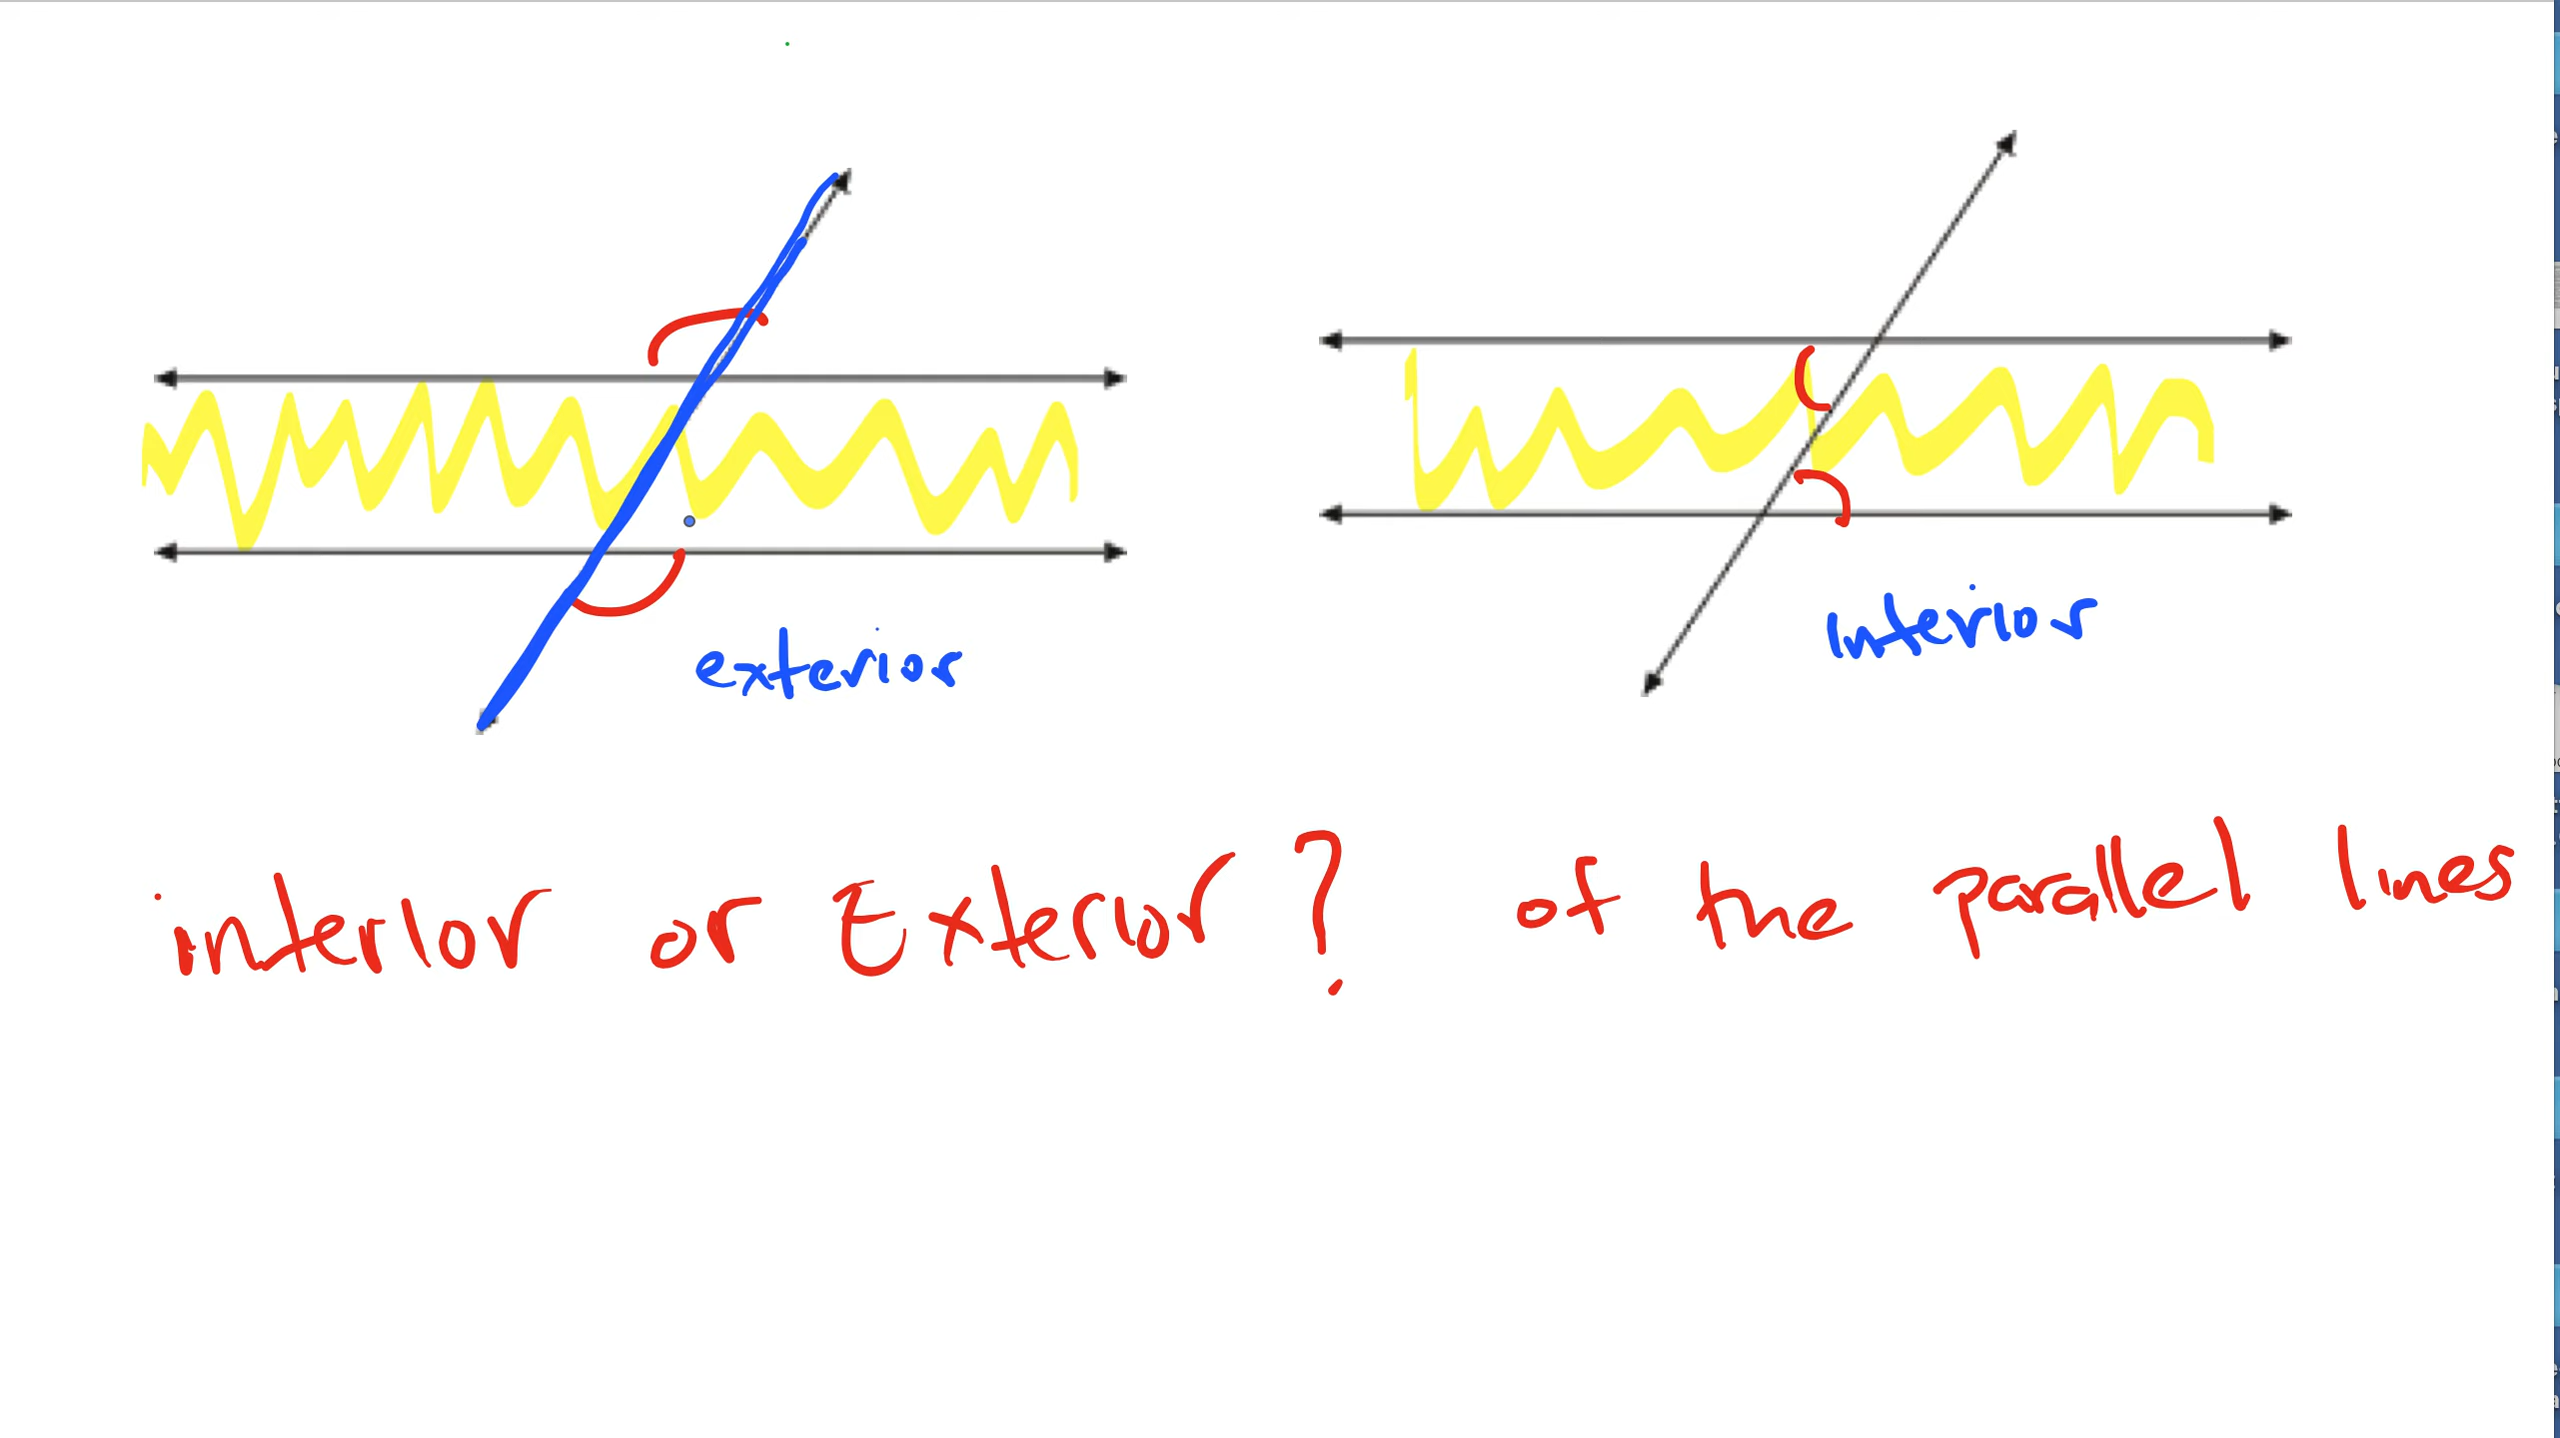 exterior
Interior
interior or Exterior? of the parallel lines